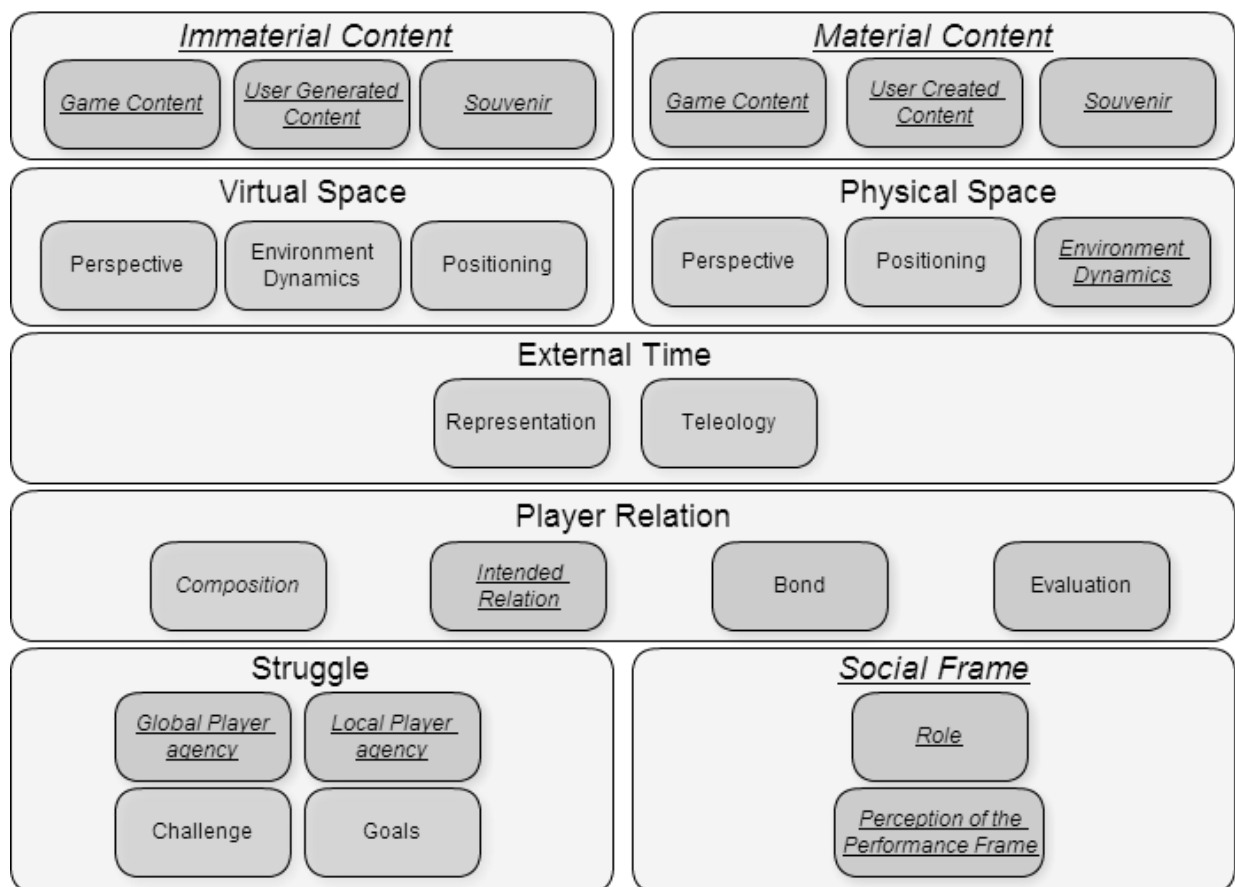 Immaterial Content
Game Content
User Generated
Content
Souvenir
Material Content
Game Content
User Created
Content
Souvenir
Virtual Space
Perspective
Environment
Dynamics
Positioning
Physical Space
Perspective
Positioning
Environment
Dynamics
External Time
Representation
Teleology
Player Relation
Composition
Intended
Relation
Bond
Evaluation
Struggle
Global Player
agency
Local Player
agency
Challenge
Goals
Social Frame
Role
Perception of the
Performance Frame